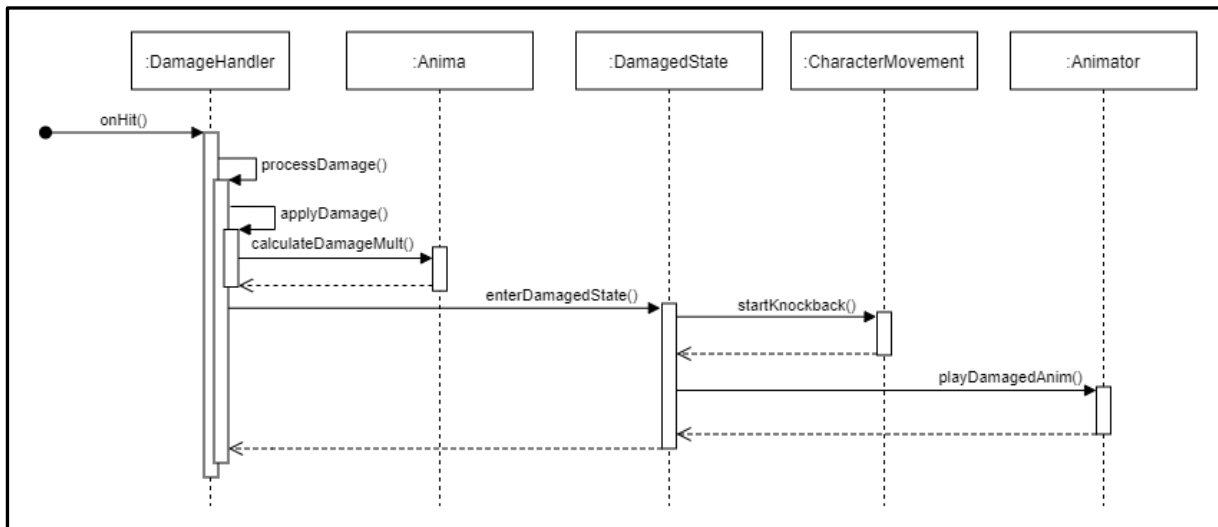 :DamageHandler
:Anima
:DamagedState
:CharacterMovement
:Animator
onHit()
processDamage()
applyDamage()
calculateDamageMult()
enterDamagedState()
startKnockback()
playDamagedAnim()